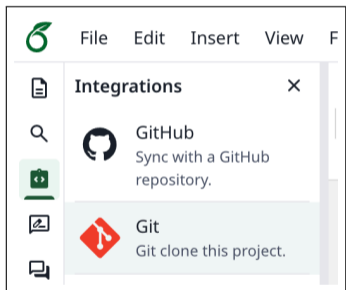 File Edit Insert View F
Integrations
GitHub
Sync with a GitHub
repository.
Git
Git clone this project.